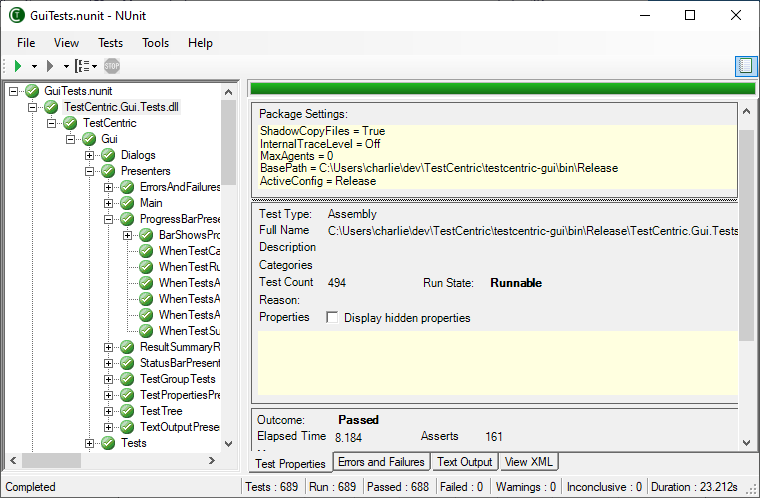 GuiTests.nunit - NUnit
File View Tests Tools Help
STOP
GuiTests.nunit
TestCentric.Gui.Tests.dll
TestCentric
Gui
Dialogs
Presenters
ErrorsAndFailures
Main
ProgressBarPrese
BarShowsPro
WhenTestCa
WhenTestRu
WhenTestsA
WhenTestsA
WhenTestsA
WhenTestSu
ResultSummaryR
StatusBarPresent
TestGroupTests
TestPropertiesPre
TestTree
TextOutputPrese
Tests
Package Settings:
ShadowCopyFiles = True
InternalTraceLevel = Off
MaxAgents = 0
BasePath = C:\Users\charlie\dev\TestCentric\testcentric-gui\bin\Release
ActiveConfig = Release
Test Type: Assembly
Full Name C:\Users\charlie\dev\TestCentric\testcentric-gui\bin\Release\TestCentric.Gui.Tests
Description
Categories
Test Count 494 Run State: Runnable
Reason:
Properties Display hidden properties
Outcome: Passed
Elapsed Time 8.184 Asserts 161
Test Properties Errors and Failures Text Output View XML
Completed Tests : 689 Run : 689 Passed : 688 Failed : 0 Warnings : 0 Inconclusive : 0 Duration : 23.212s